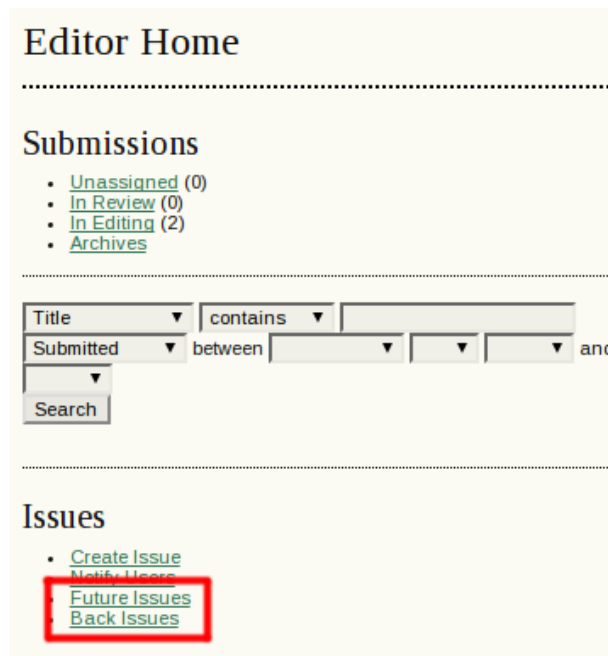 Editor Home
Submissions
Unassigned (0)
In Review (0)
In Editing (2)
Archives
Title contains
Submitted between and
Search
Issues
Create Issue
Notify Users
Future Issues
Back Issues